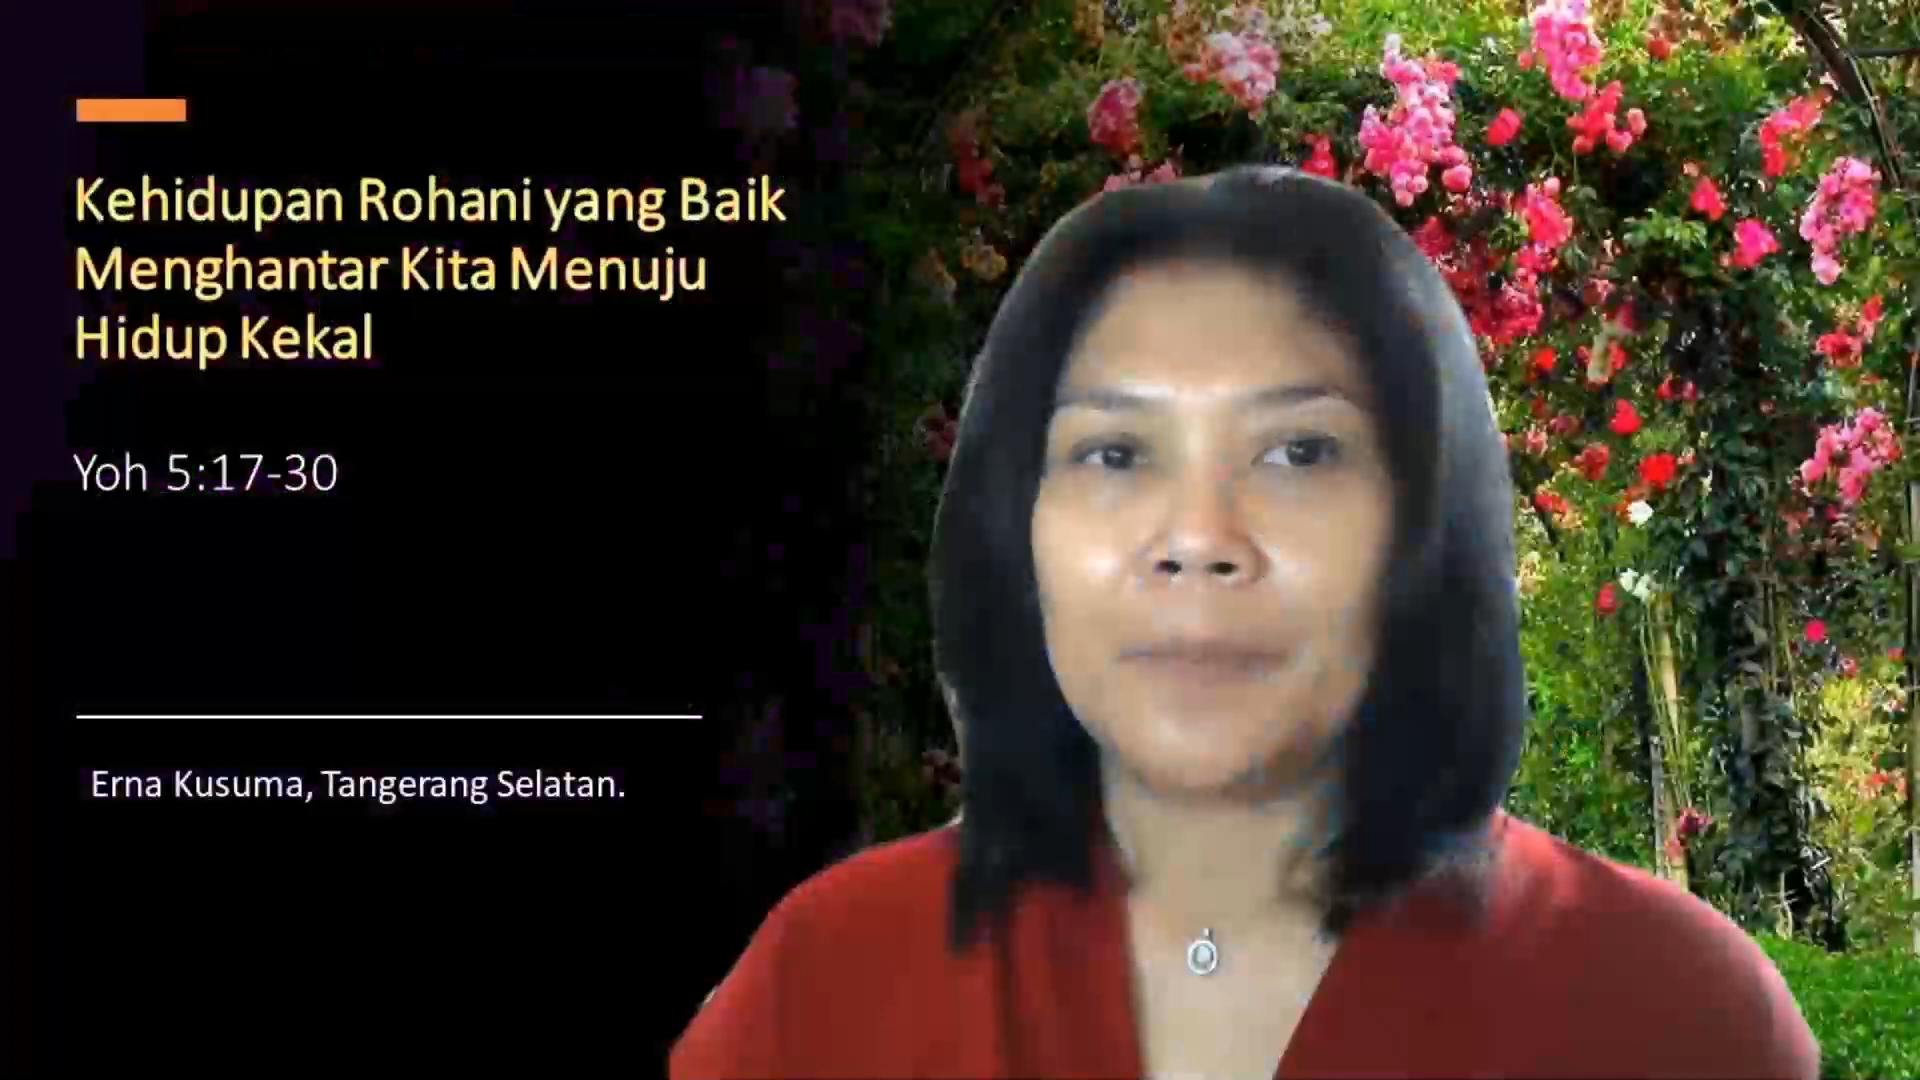 Kehidupan Rohani yang Baik
Menghantar Kita Menuju
Hidup Kekal
Yoh 5:17-30
Erna Kusuma, Tangerang Selatan.